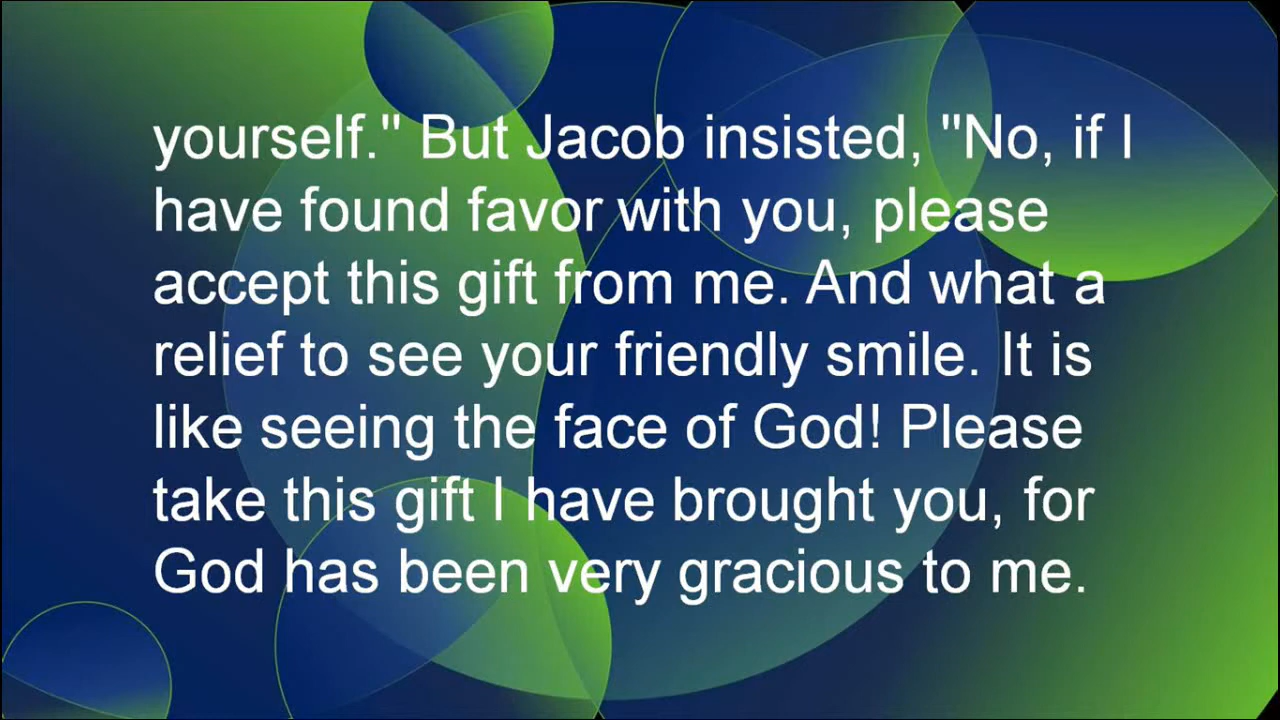 yourself." But Jacob insisted, "No, if I
have found favor with you, please
accept this gift from me. And what a
relief to see your friendly smile. It is
like seeing the face of God! Please
take this gift I have brought you, for
God has been very gracious to me.